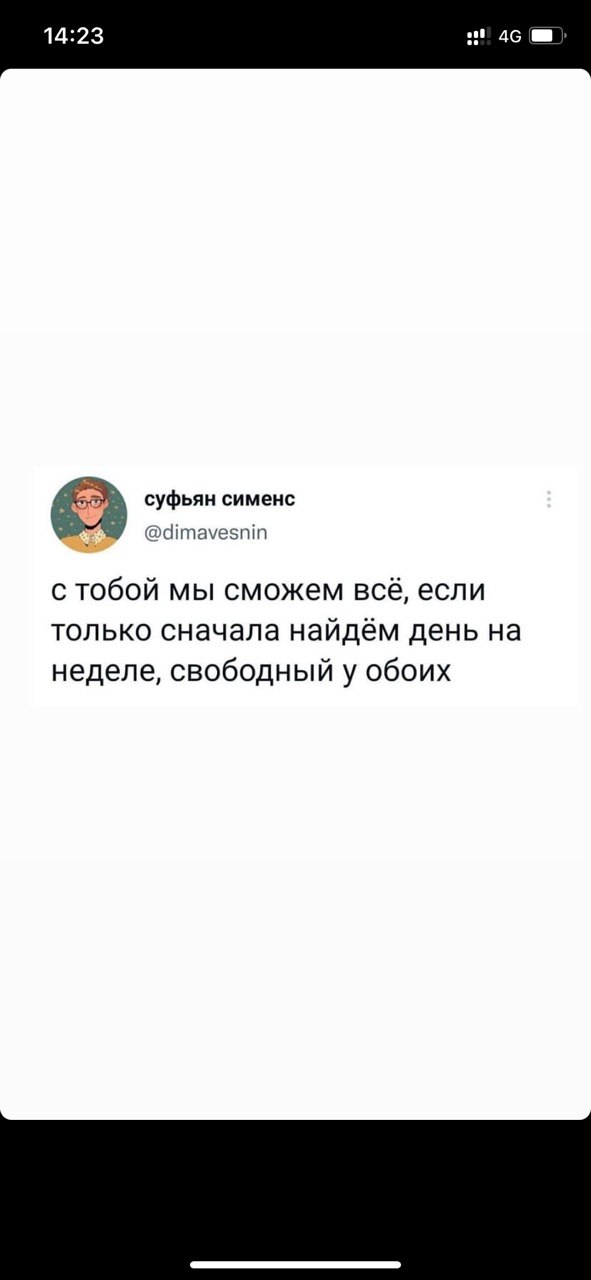 14:23
4G
суфьян сименс
@dimavesnin
с тобой мы сможем всё, если
только сначала найдём день на
неделе, свободный у обоих